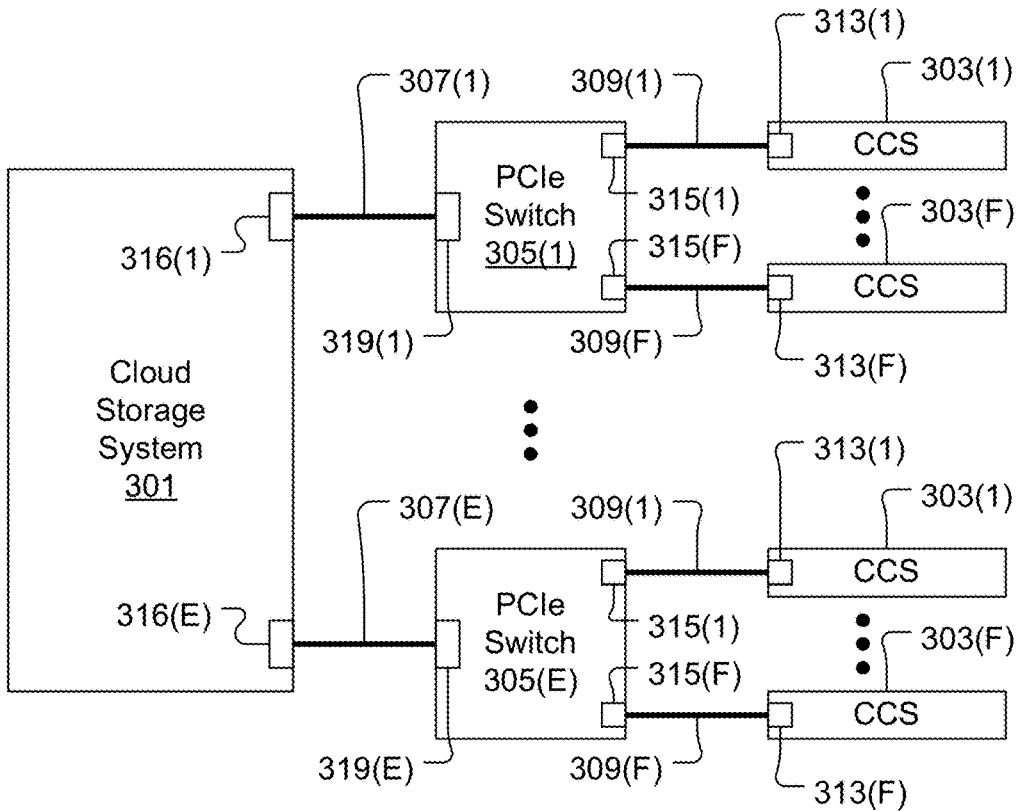 313(1)
307(1)
309(1)
303(1)
CCS
PCIe
Switch
305(1)
315(1)
303(F)
316(1)
315(F)
CCS
319(1)
309(F)
313(F)
Cloud
Storage
System
301
313(1)
307(E)
309(1)
303(1)
CCS
316(E)
PCIe
Switch
305(E)
315(1)
303(F)
315(F)
CCS
319(E)
309(F)
313(F)